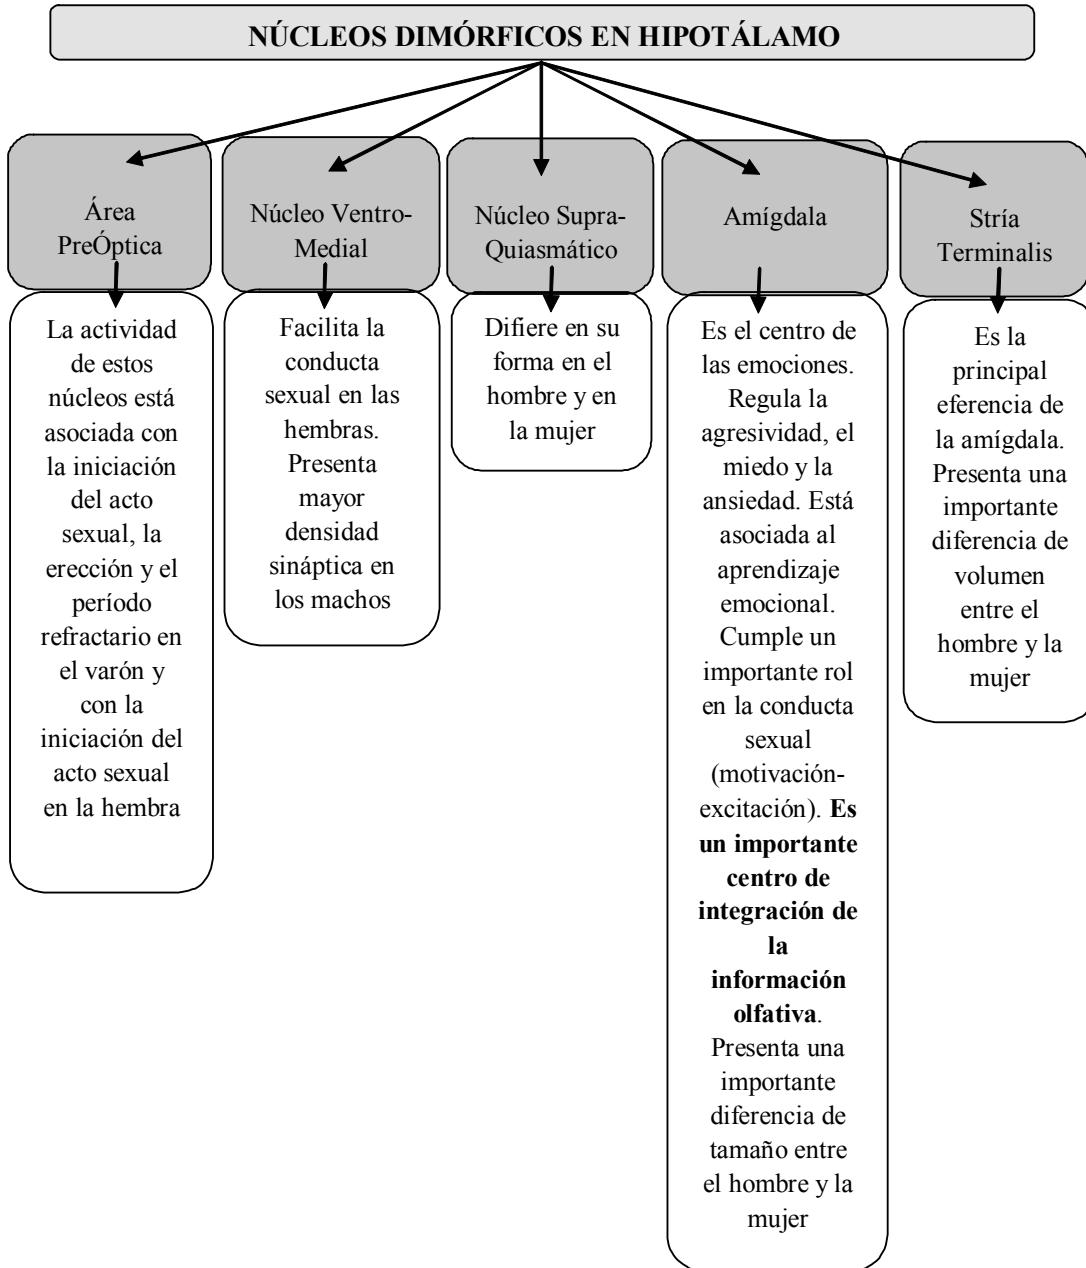 NÚCLEOS DIMÓRFICOS EN HIPOTÁLAMO
Área
PreÓptica
La actividad
de estos
núcleos está
asociada con
la iniciación
del acto
sexual, la
erección y el
período
refractario en
el varón y
con la
iniciación del
acto sexual
en la hembra
Núcleo Ventro-
Medial
Facilita la
conducta
sexual en las
hembras.
Presenta
mayor
densidad
sináptica en
los machos
Núcleo Supra-
Quiasmático
Difiere en su
forma en el
hombre y en
la mujer
Amígdala
Es el centro de
las emociones.
Regula la
agresividad, el
miedo y la
ansiedad. Está
asociada al
aprendizaje
emocional.
Cumple un
importante rol
en la conducta
sexual
(motivación-
excitación). Es
un importante
centro de
integración de
la
información
olfativa.
Presenta una
importante
diferencia de
tamaño entre
el hombre y la
mujer
Stría
Terminalis
Es la
principal
eferencia de
la amígdala.
Presenta una
importante
diferencia de
volumen
entre el
hombre y la
mujer